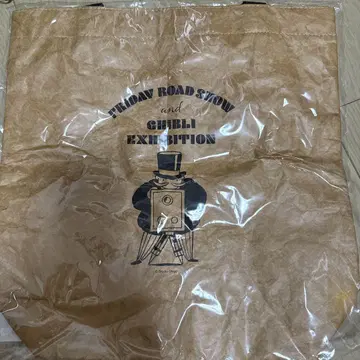 FRIDAY ROAD SHOW
and
GHIBLI
EXHIBITION